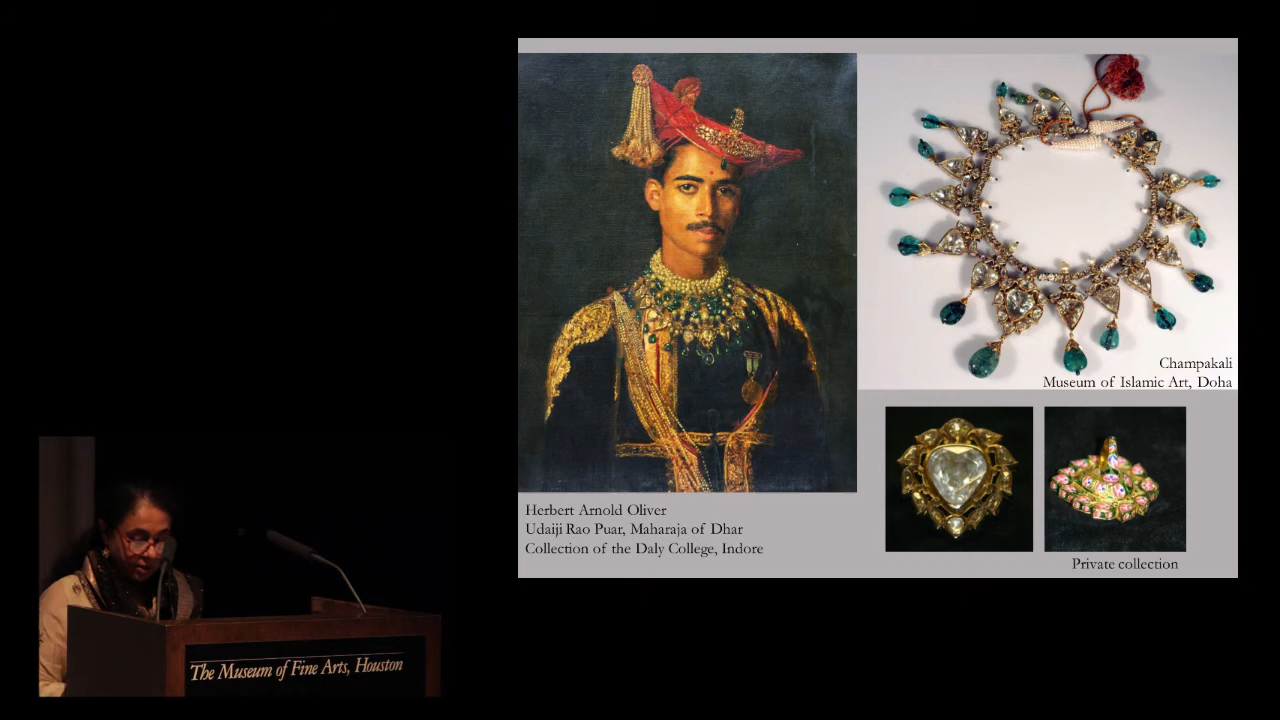 Champakali
Museum of Islamic Art, Doha
Herbert Arnold Oliver
Udaiji Rao Puar, Maharaja of Dhar
Collection of the Daly College, Indore
Private collection
The Museum of Fine Arts, Houston